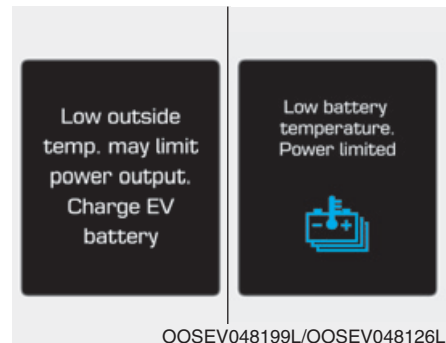 Low outside
temp. may limit
power output.
Charge EV
battery
Low battery
temperature.
Power limited
OOSEV048199L/OOSEV048126L